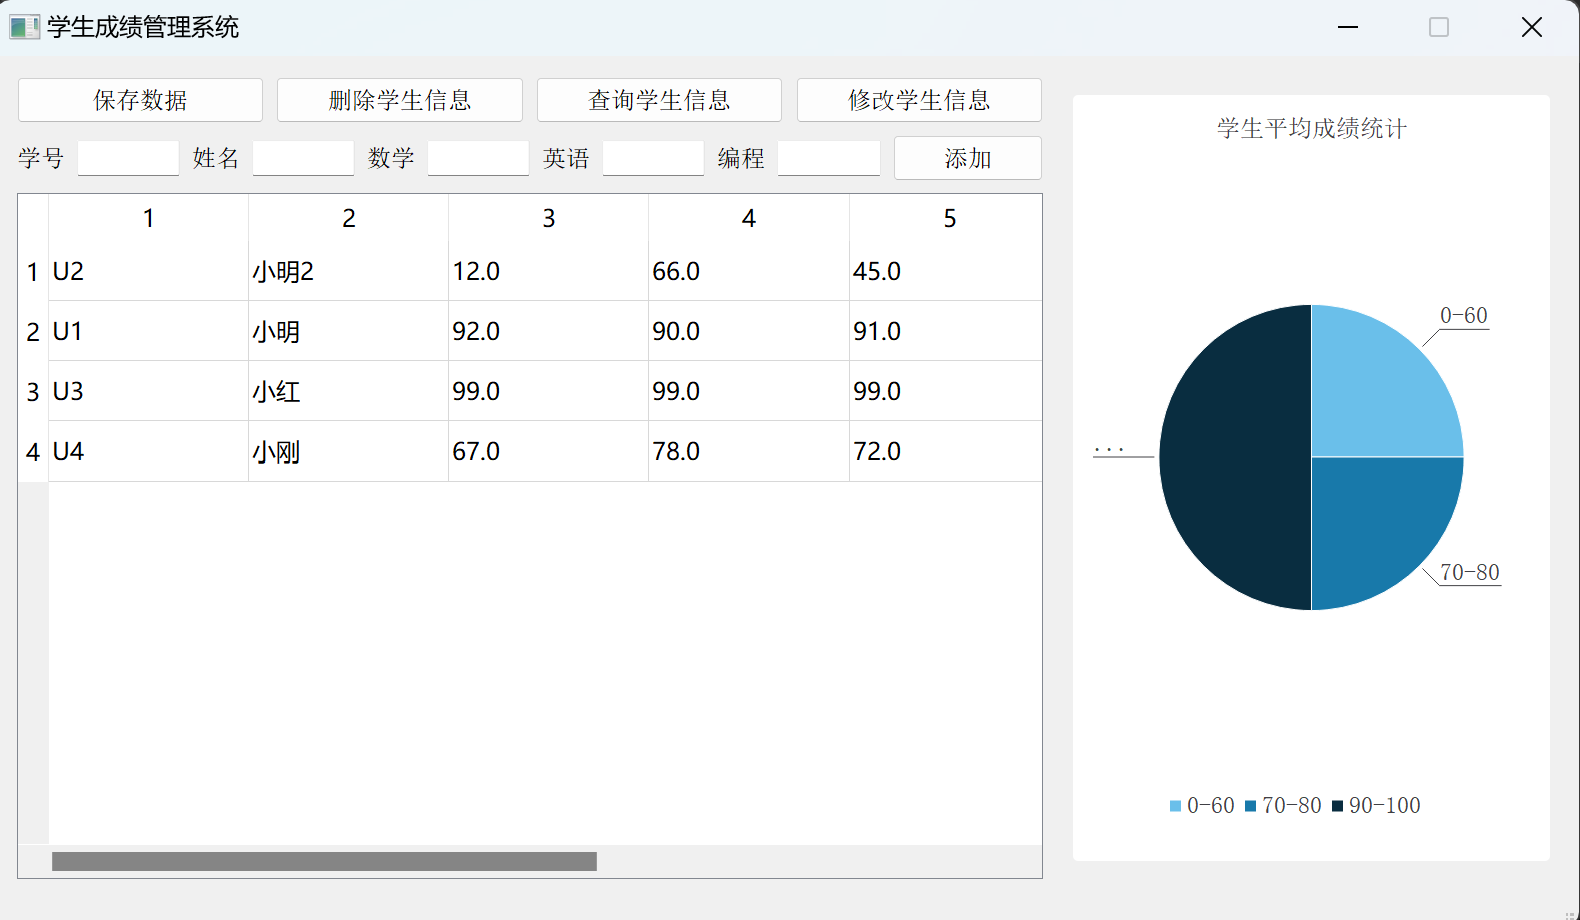 学生成绩管理系统
保存数据 删除学生信息 查询学生信息 修改学生信息
学号 姓名 数学 英语 编程 添加
1 2 3 4 5
1 U2 小明2 12.0 66.0 45.0
2 U1 小明 92.0 90.0 91.0
3 U3 小红 99.0 99.0 99.0
4 U4 小刚 67.0 78.0 72.0
学生平均成绩统计
0-60
...
70-80
0-60 70-80 90-100